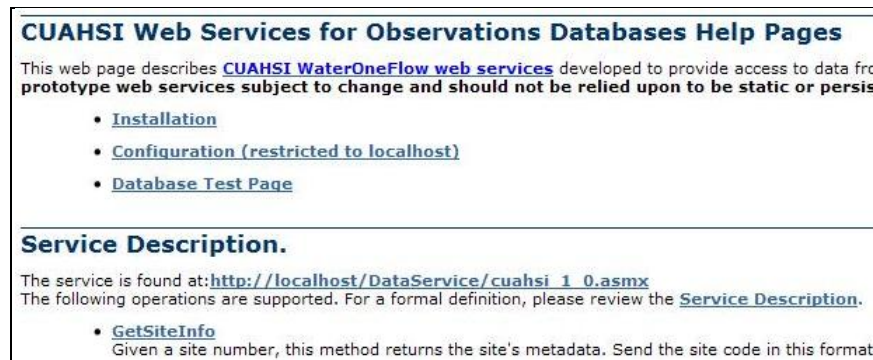 CUAHSI Web Services for Observations Databases Help Pages
This web page describes CUAHSI WaterOneFlow web services developed to provide access to data
prototype web services subject to change and should not be relied upon to be static or
• Installation
• Configuration (restricted to localhost)
• Database Test Page
Service Description.
The service is found at:http://localhost/DataService/cuahsi_1_0.asmx
The following operations are supported. For a formal definition, please review the Service Description.
• GetSiteInfo
Given a site number, this method returns the site's metadata. Send the site code in this format